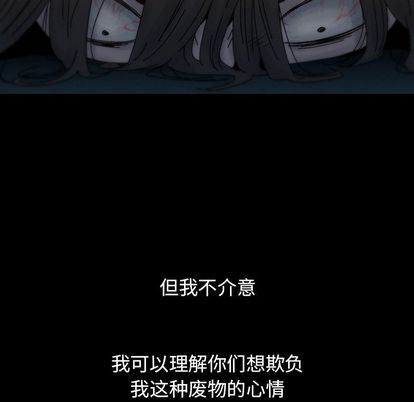 但我不介意
我可以理解你们想欺负
我这种废物的心情